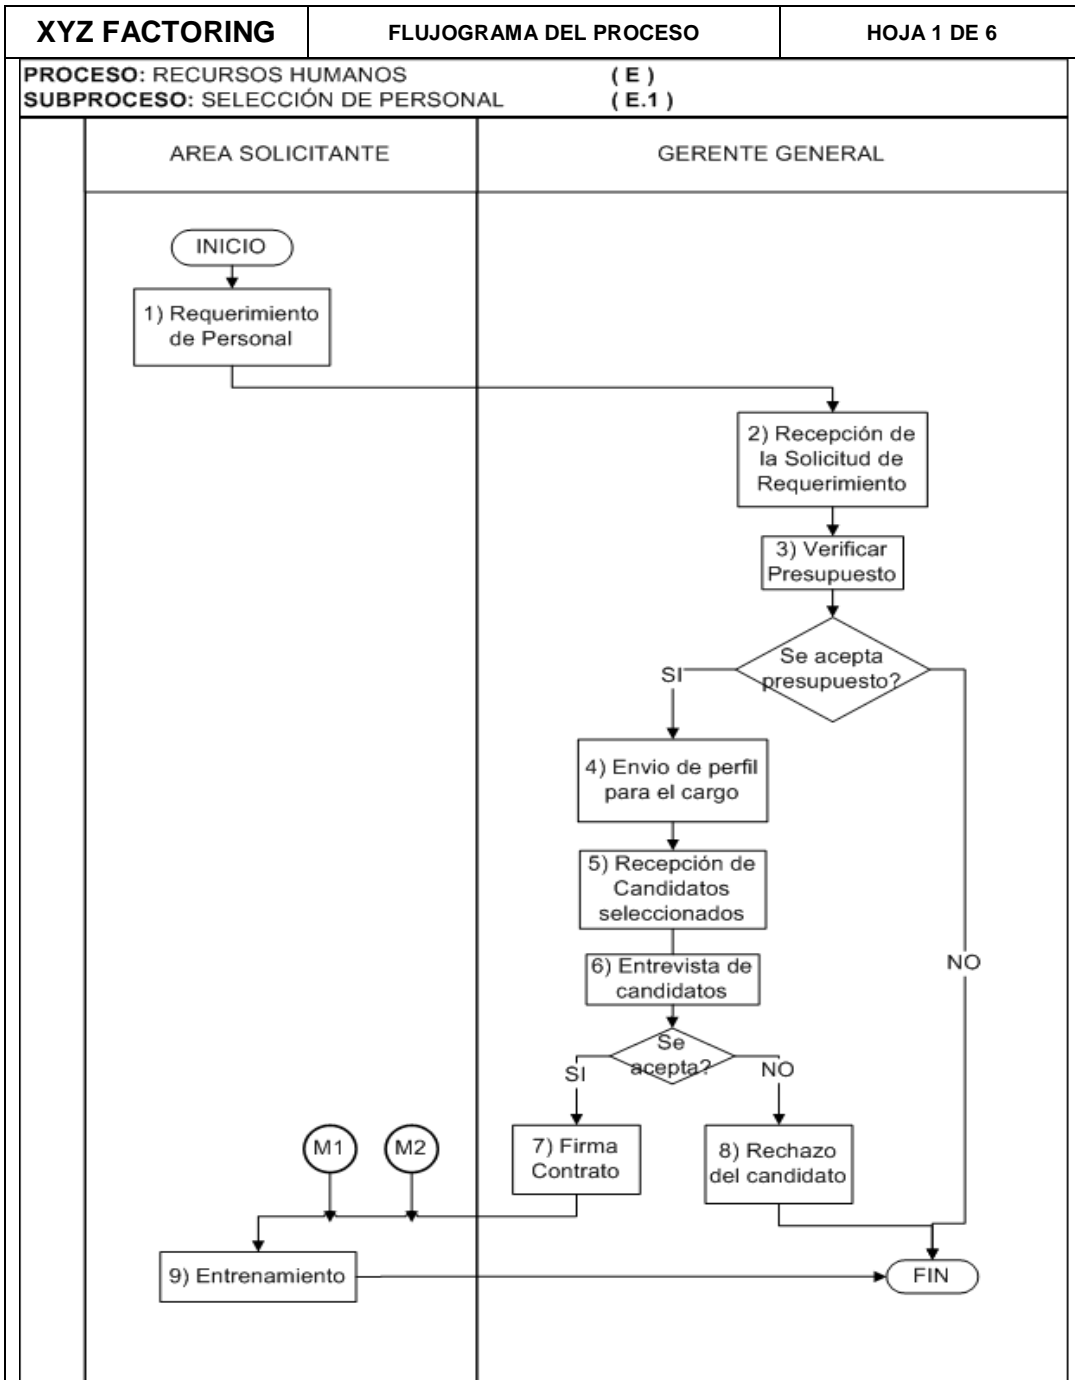 XYZ FACTORING
FLUJOGRAMA DEL PROCESO
HOJA 1 DE 6
PROCESO: RECURSOS HUMANOS ( E )
SUBPROCESO: SELECCIÓN DE PERSONAL ( E.1 )
AREA SOLICITANTE
GERENTE GENERAL
INICIO
1) Requerimiento
de Personal
2) Recepción de
la Solicitud de
Requerimiento
3) Verificar
Presupuesto
Se acepta
presupuesto?
SI
4) Envio de perfil
para el cargo
5) Recepción de
Candidatos
seleccionados
NO
6) Entrevista de
candidatos
Se
acepta?
SI
NO
M1
M2
7) Firma
Contrato
8) Rechazo
del candidato
9) Entrenamiento
FIN